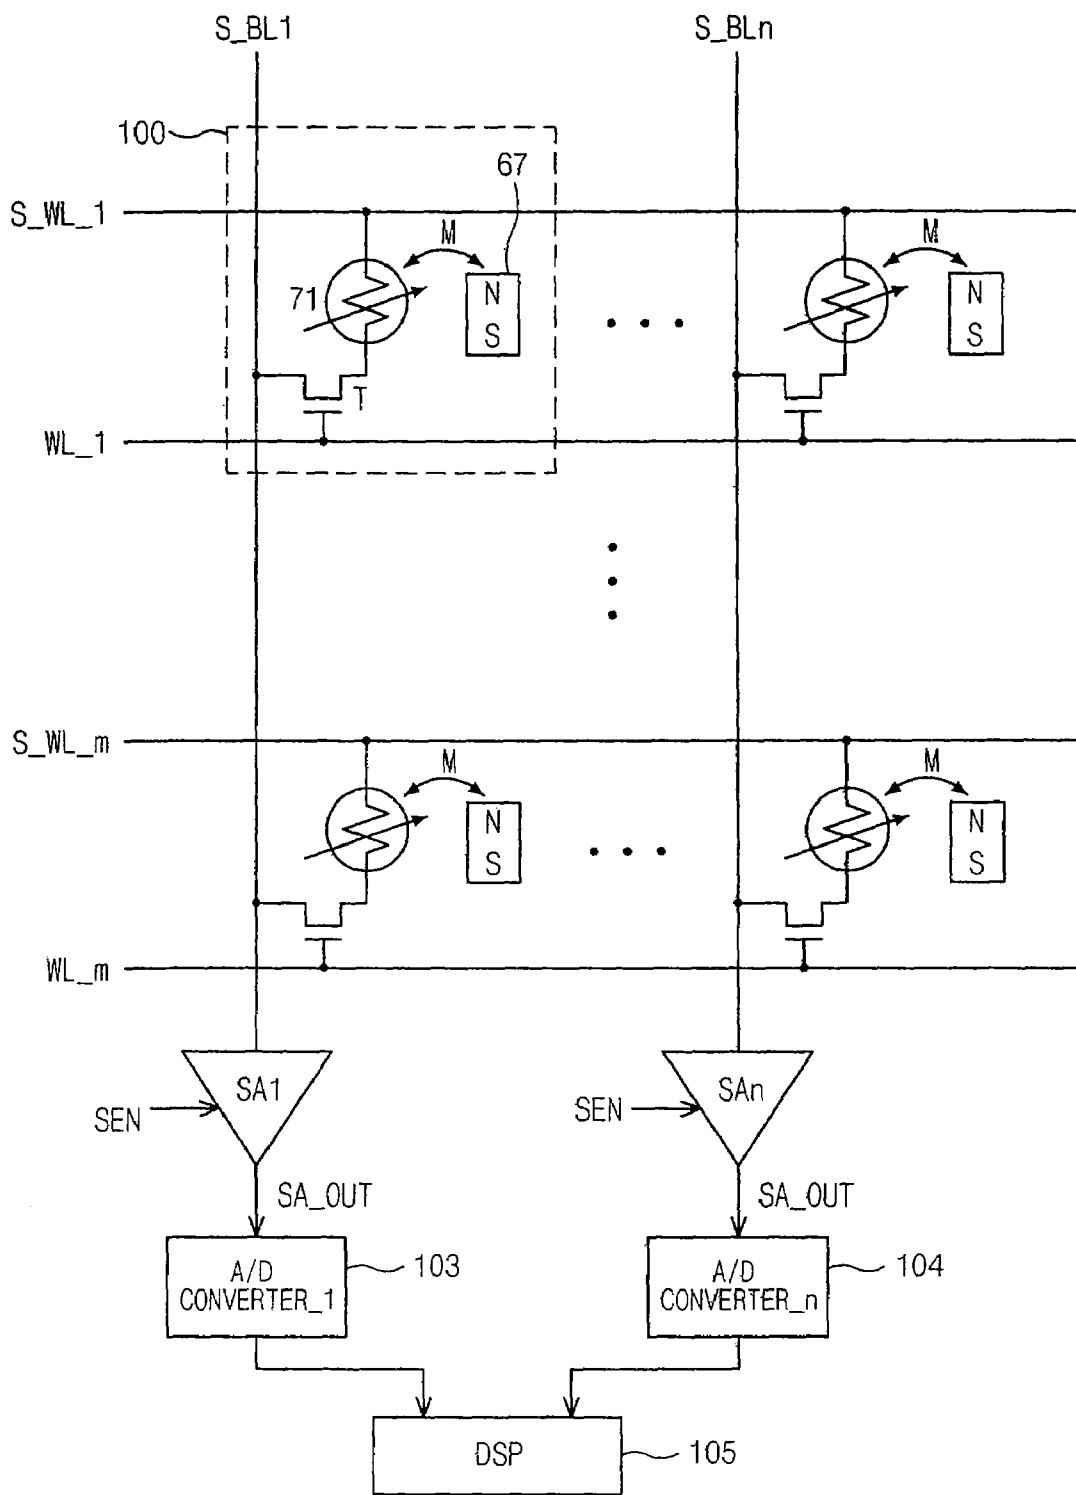 S_BL1
S_BLn
100
67
S_WL_1
M
M
71
N
S
N
S
T
WL_1
S_WL_m
M
M
N
S
N
S
WL_m
SA1
SAn
SEN
SEN
SA_OUT
SA_OUT
A/D
CONVERTER_1
103
A/D
CONVERTER_n
104
DSP
105